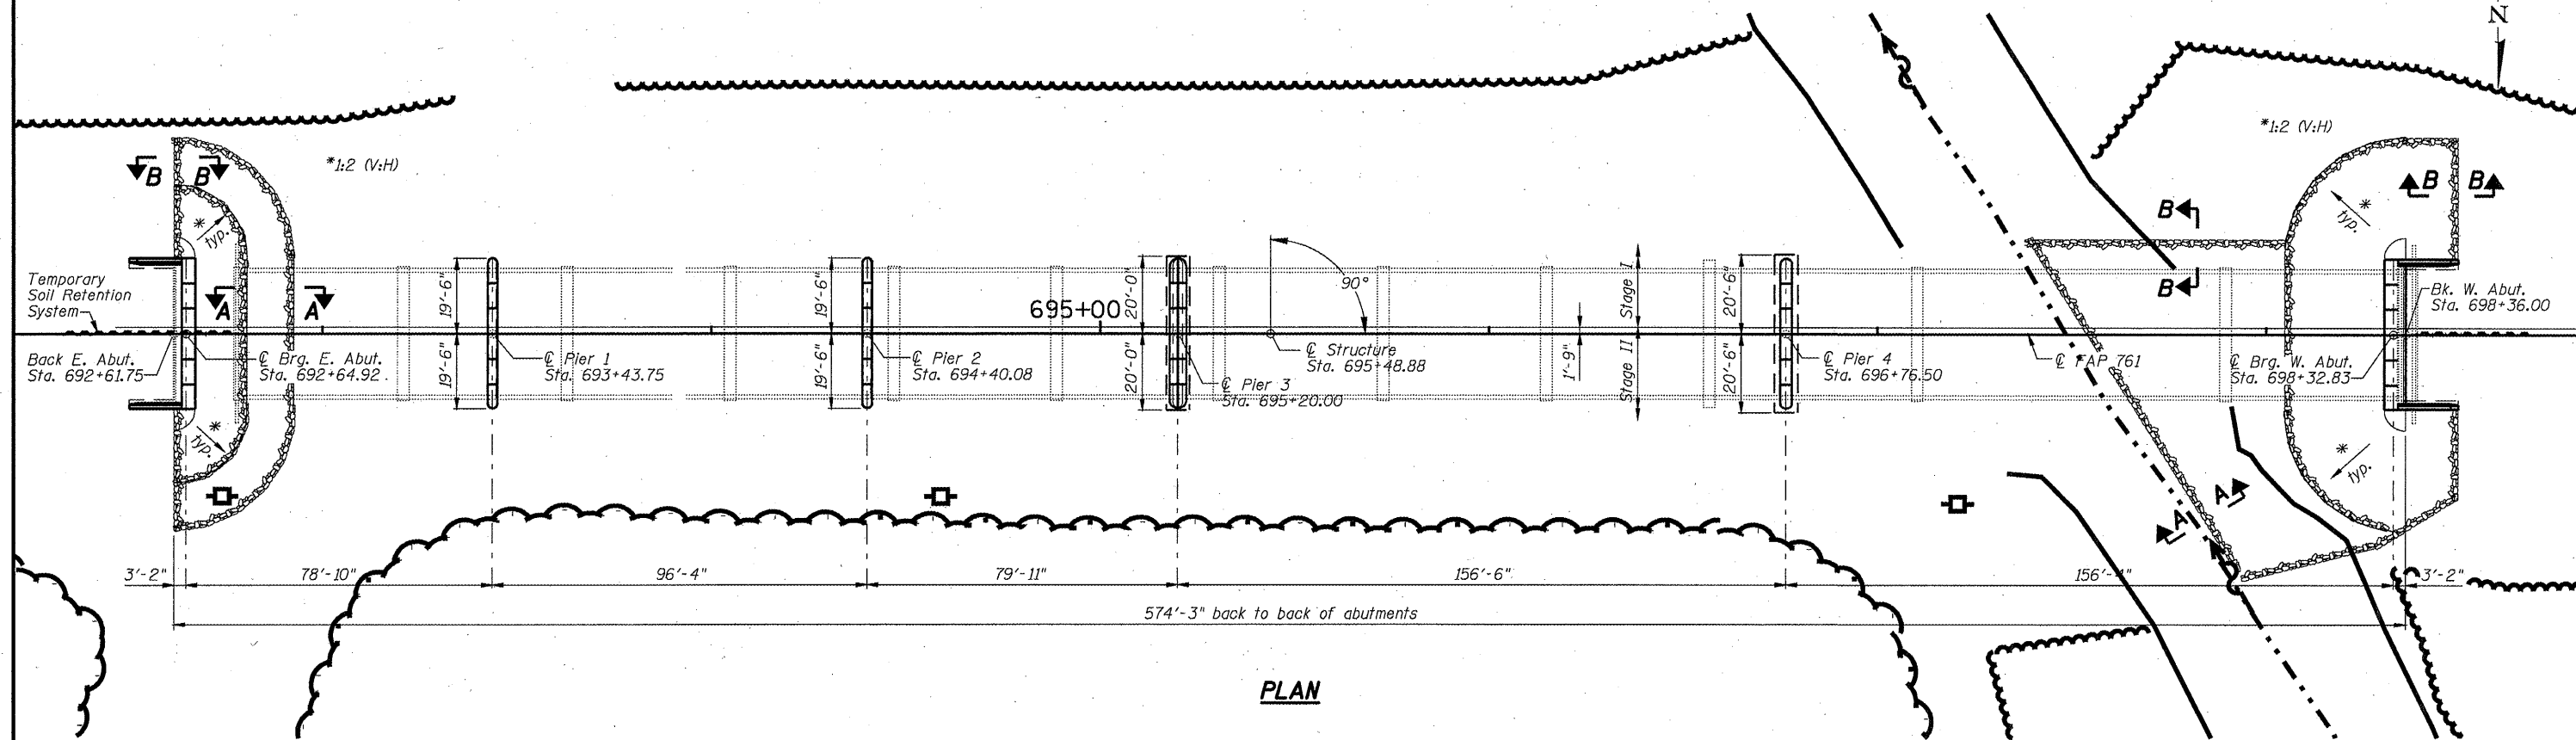 N
*1:2 (V:H)
*1:2 (V:H)
B B
B B
* typ.
* typ.
B
B
Temporary
Soil Retention
System
A A
19'-6"
19'-6"
695+00
20'-0"
90°
Stage I
20'-6"
Bk. W. Abut.
Sta. 698+36.00
Back E. Abut.
Sta. 692+61.75
℄ Brg. E. Abut.
Sta. 692+64.92
19'-6"
℄ Pier 1
Sta. 693+43.75
19'-6"
℄ Pier 2
Sta. 694+40.08
20'-0"
℄ Pier 3
Sta. 695+20.00
℄ Structure
Sta. 695+48.88
1'-9"
Stage II
20'-6"
℄ Pier 4
Sta. 696+76.50
℄ FAP 761
℄ Brg. W. Abut.
Sta. 698+32.83
* typ.
* typ.
A
A
3'-2"
78'-10"
96'-4"
79'-11"
156'-6"
156'-4"
3'-2"
574'-3" back to back of abutments
PLAN